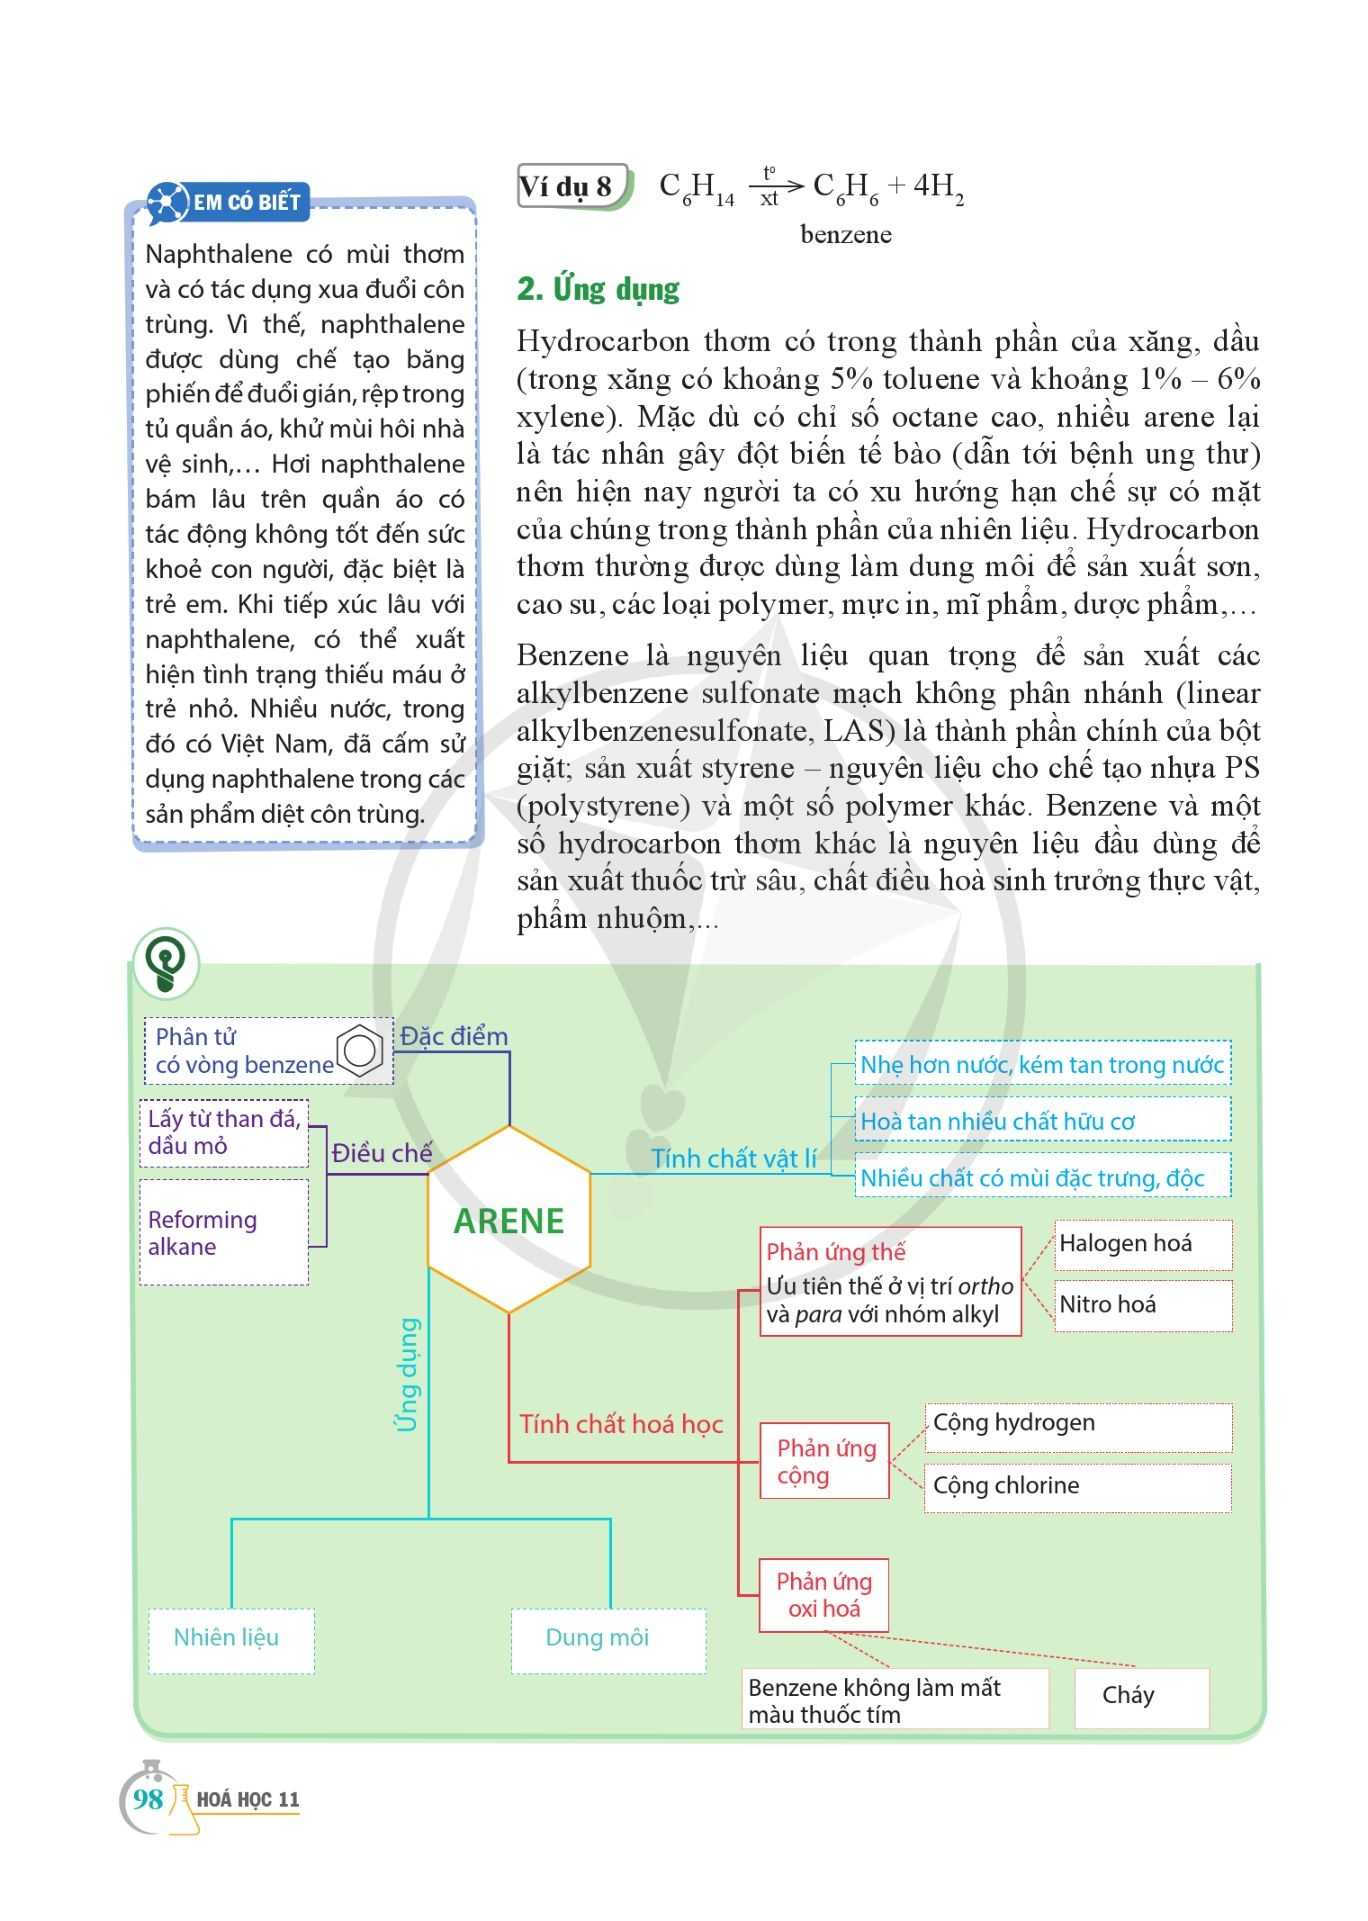 EM CÓ BIẾT
Naphthalene có mùi thơm
và có tác dụng xua đuổi côn
trùng. Vì thế, naphthalene
được dùng chế tạo băng
phiến để đuổi gián, rệp trong
tủ quần áo, khử mùi hôi nhà
vệ sinh,... Hơi naphthalene
bám lâu trên quần áo có
tác động không tốt đến sức
khoẻ con người, đặc biệt là
trẻ em. Khi tiếp xúc lâu với
naphthalene, có thể xuất
hiện tình trạng thiếu máu ở
trẻ nhỏ. Nhiều nước, trong
đó có Việt Nam, đã cấm sử
dụng naphthalene trong các
sản phẩm diệt côn trùng.
Ví dụ 8 C₆H₁₄ t° xt → C₆H₆ + 4H₂
benzene
2. Ứng dụng
Hydrocarbon thơm có trong thành phần của xăng, dầu
(trong xăng có khoảng 5% toluene và khoảng 1% – 6%
xylene). Mặc dù có chỉ số octane cao, nhiều arene lại
là tác nhân gây đột biến tế bào (dẫn tới bệnh ung thư)
nên hiện nay người ta có xu hướng hạn chế sự có mặt
của chúng trong thành phần của nhiên liệu. Hydrocarbon
thơm thường được dùng làm dung môi để sản xuất sơn,
cao su, các loại polymer, mực in, mĩ phẩm, dược phẩm,...
Benzene là nguyên liệu quan trọng để sản xuất các
alkylbenzene sulfonate mạch không phân nhánh (linear
alkylbenzenesulfonate, LAS) là thành phần chính của bột
giặt; sản xuất styrene – nguyên liệu cho chế tạo nhựa PS
(polystyrene) và một số polymer khác. Benzene và một
số hydrocarbon thơm khác là nguyên liệu đầu dùng để
sản xuất thuốc trừ sâu, chất điều hoà sinh trưởng thực vật,
phẩm nhuộm,...
Phân tử
có vòng benzene
Đặc điểm
Lấy từ than đá,
dầu mỏ
Điều chế
Reforming
alkane
ARENE
Tính chất vật lí
Nhẹ hơn nước, kém tan trong nước
Hoà tan nhiều chất hữu cơ
Nhiều chất có mùi đặc trưng, độc
Phản ứng thế
Ưu tiên thế ở vị trí ortho
và para với nhóm alkyl
Halogen hoá
Nitro hoá
Ứng dụng
Tính chất hoá học
Phản ứng
cộng
Cộng hydrogen
Cộng chlorine
Phản ứng
oxi hoá
Nhiên liệu
Dung môi
Benzene không làm mất
màu thuốc tím
Cháy
98 HOÁ HỌC 11